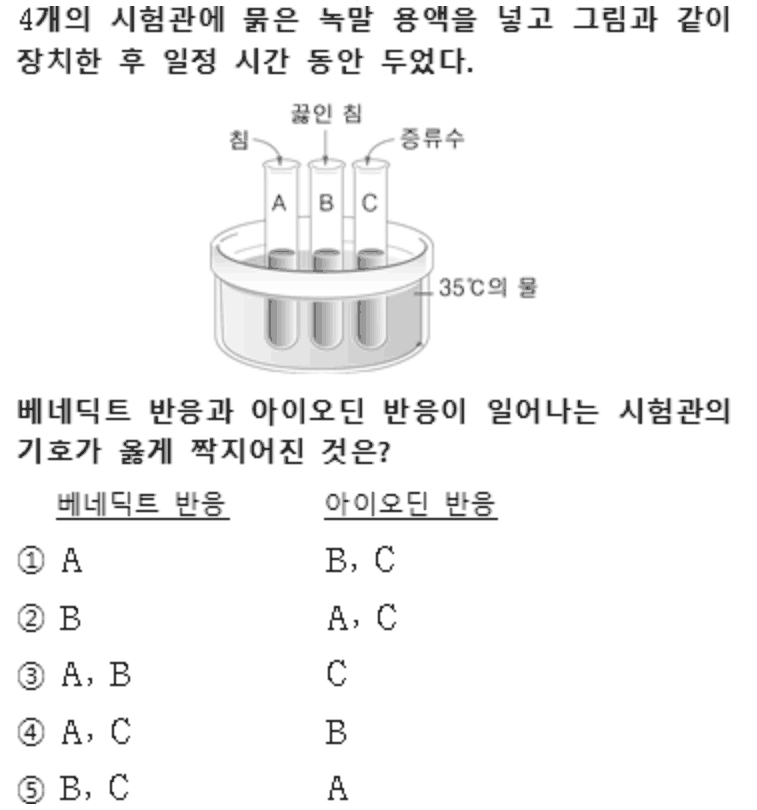 4개의 시험관에 묽은 녹말 용액을 넣고 그림과 같이
장치한 후 일정 시간 동안 두었다.
끓인 침
침
증류수
A B C
35℃의 물
베네딕트 반응과 아이오딘 반응이 일어나는 시험관의
기호가 옳게 짝지어진 것은?
베네딕트 반응 아이오딘 반응
① A B, C
② B A, C
③ A, B C
④ A, C B
⑤ B, C A